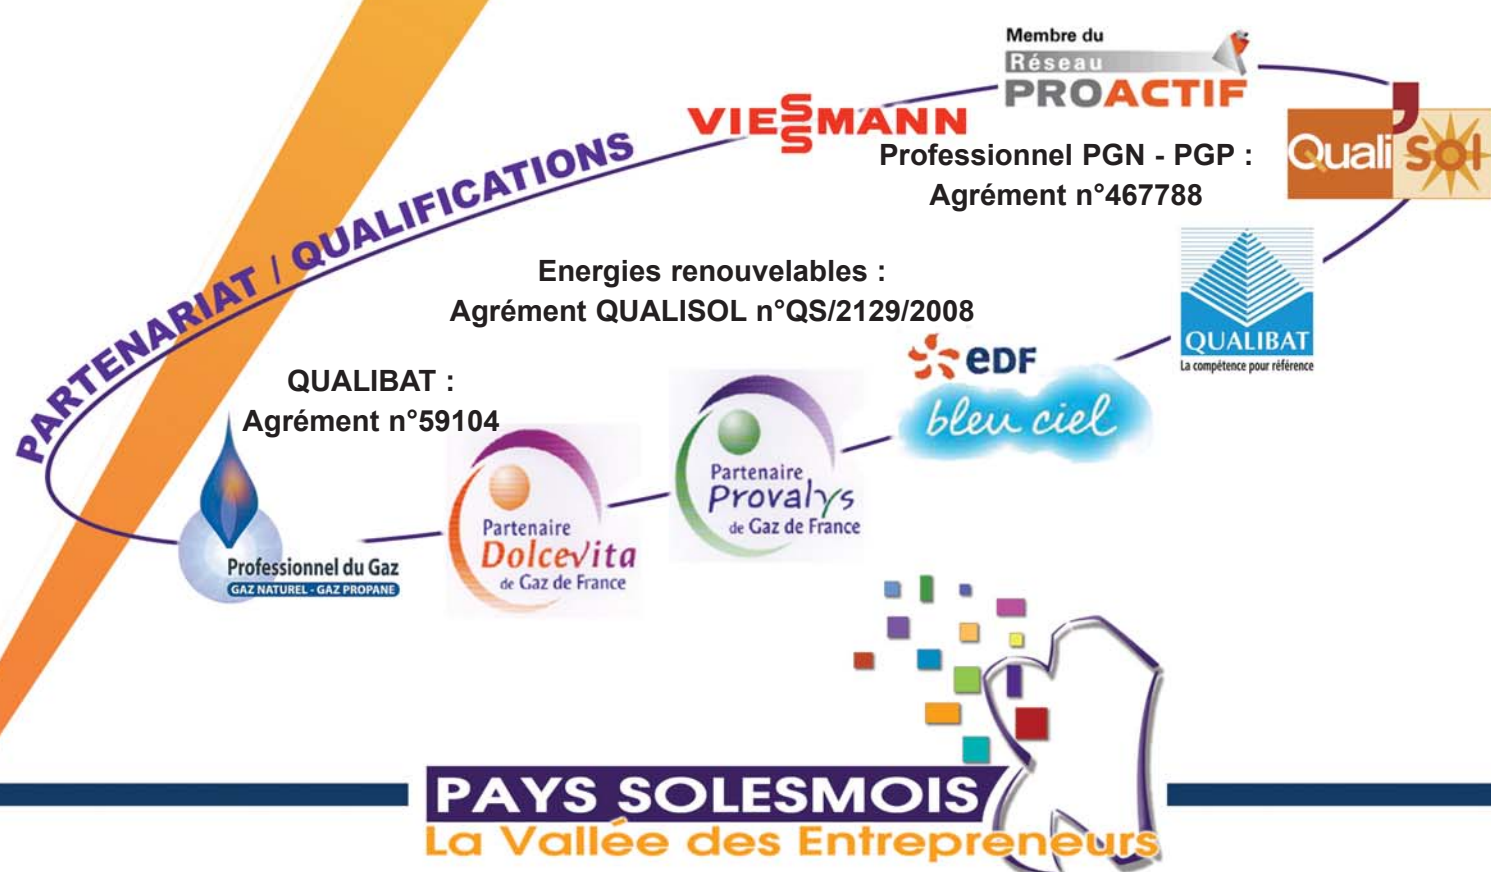 Membre du
Réseau
PROACTIF
VIESSMANN
Professionnel PGN - PGP :
Agrément n°467788
Quali'Sol
PARTENARIAT / QUALIFICATIONS
Energies renouvelables :
Agrément QUALISOL n°QS/2129/2008
QUALIBAT
La compétence pour référence
eDF
bleu ciel
QUALIBAT :
Agrément n°59104
Partenaire
Provalys
de Gaz de France
Partenaire
DolceVita
de Gaz de France
Professionnel du Gaz
GAZ NATUREL - GAZ PROPANE
PAYS SOLESMOIS
La Vallée des Entrepreneurs